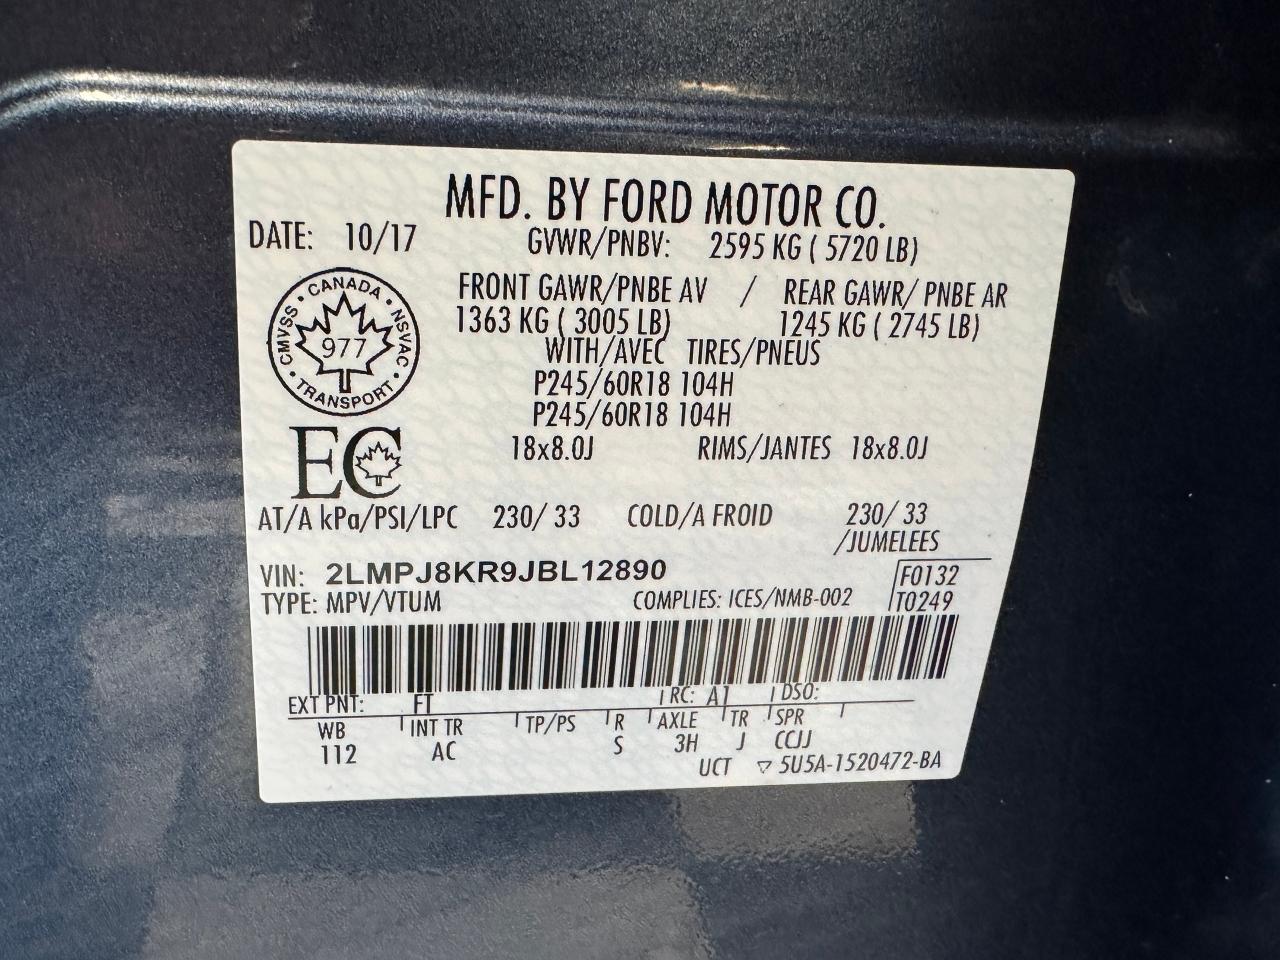 MFD. BY FORD MOTOR CO.
DATE: 10/17 GVWR/PNBV: 2595 KG ( 5720 LB)
FRONT GAWR/PNBE AV / REAR GAWR/ PNBE AR
1363 KG ( 3005 LB) 1245 KG ( 2745 LB)
WITH/AVEC TIRES/PNEUS
P245/60R18 104H
P245/60R18 104H
18x8.0J RIMS/JANTES 18x8.0J
CANADA • NSVAC • TRANSPORT • CMVSS •
977
EC
AT/A kPa/PSI/LPC 230/ 33 COLD/A FROID 230/ 33
/JUMELEES
VIN: 2LMPJ8KR9JBL12890 F0132
TYPE: MPV/VTUM COMPLIES: ICES/NMB-002 T0249
EXT PNT: FT RC: A1 DSO:
WB INT TR TP/PS R AXLE TR SPR
112 AC S 3H J CCJJ
UCT ▽ 5U5A-1520472-BA